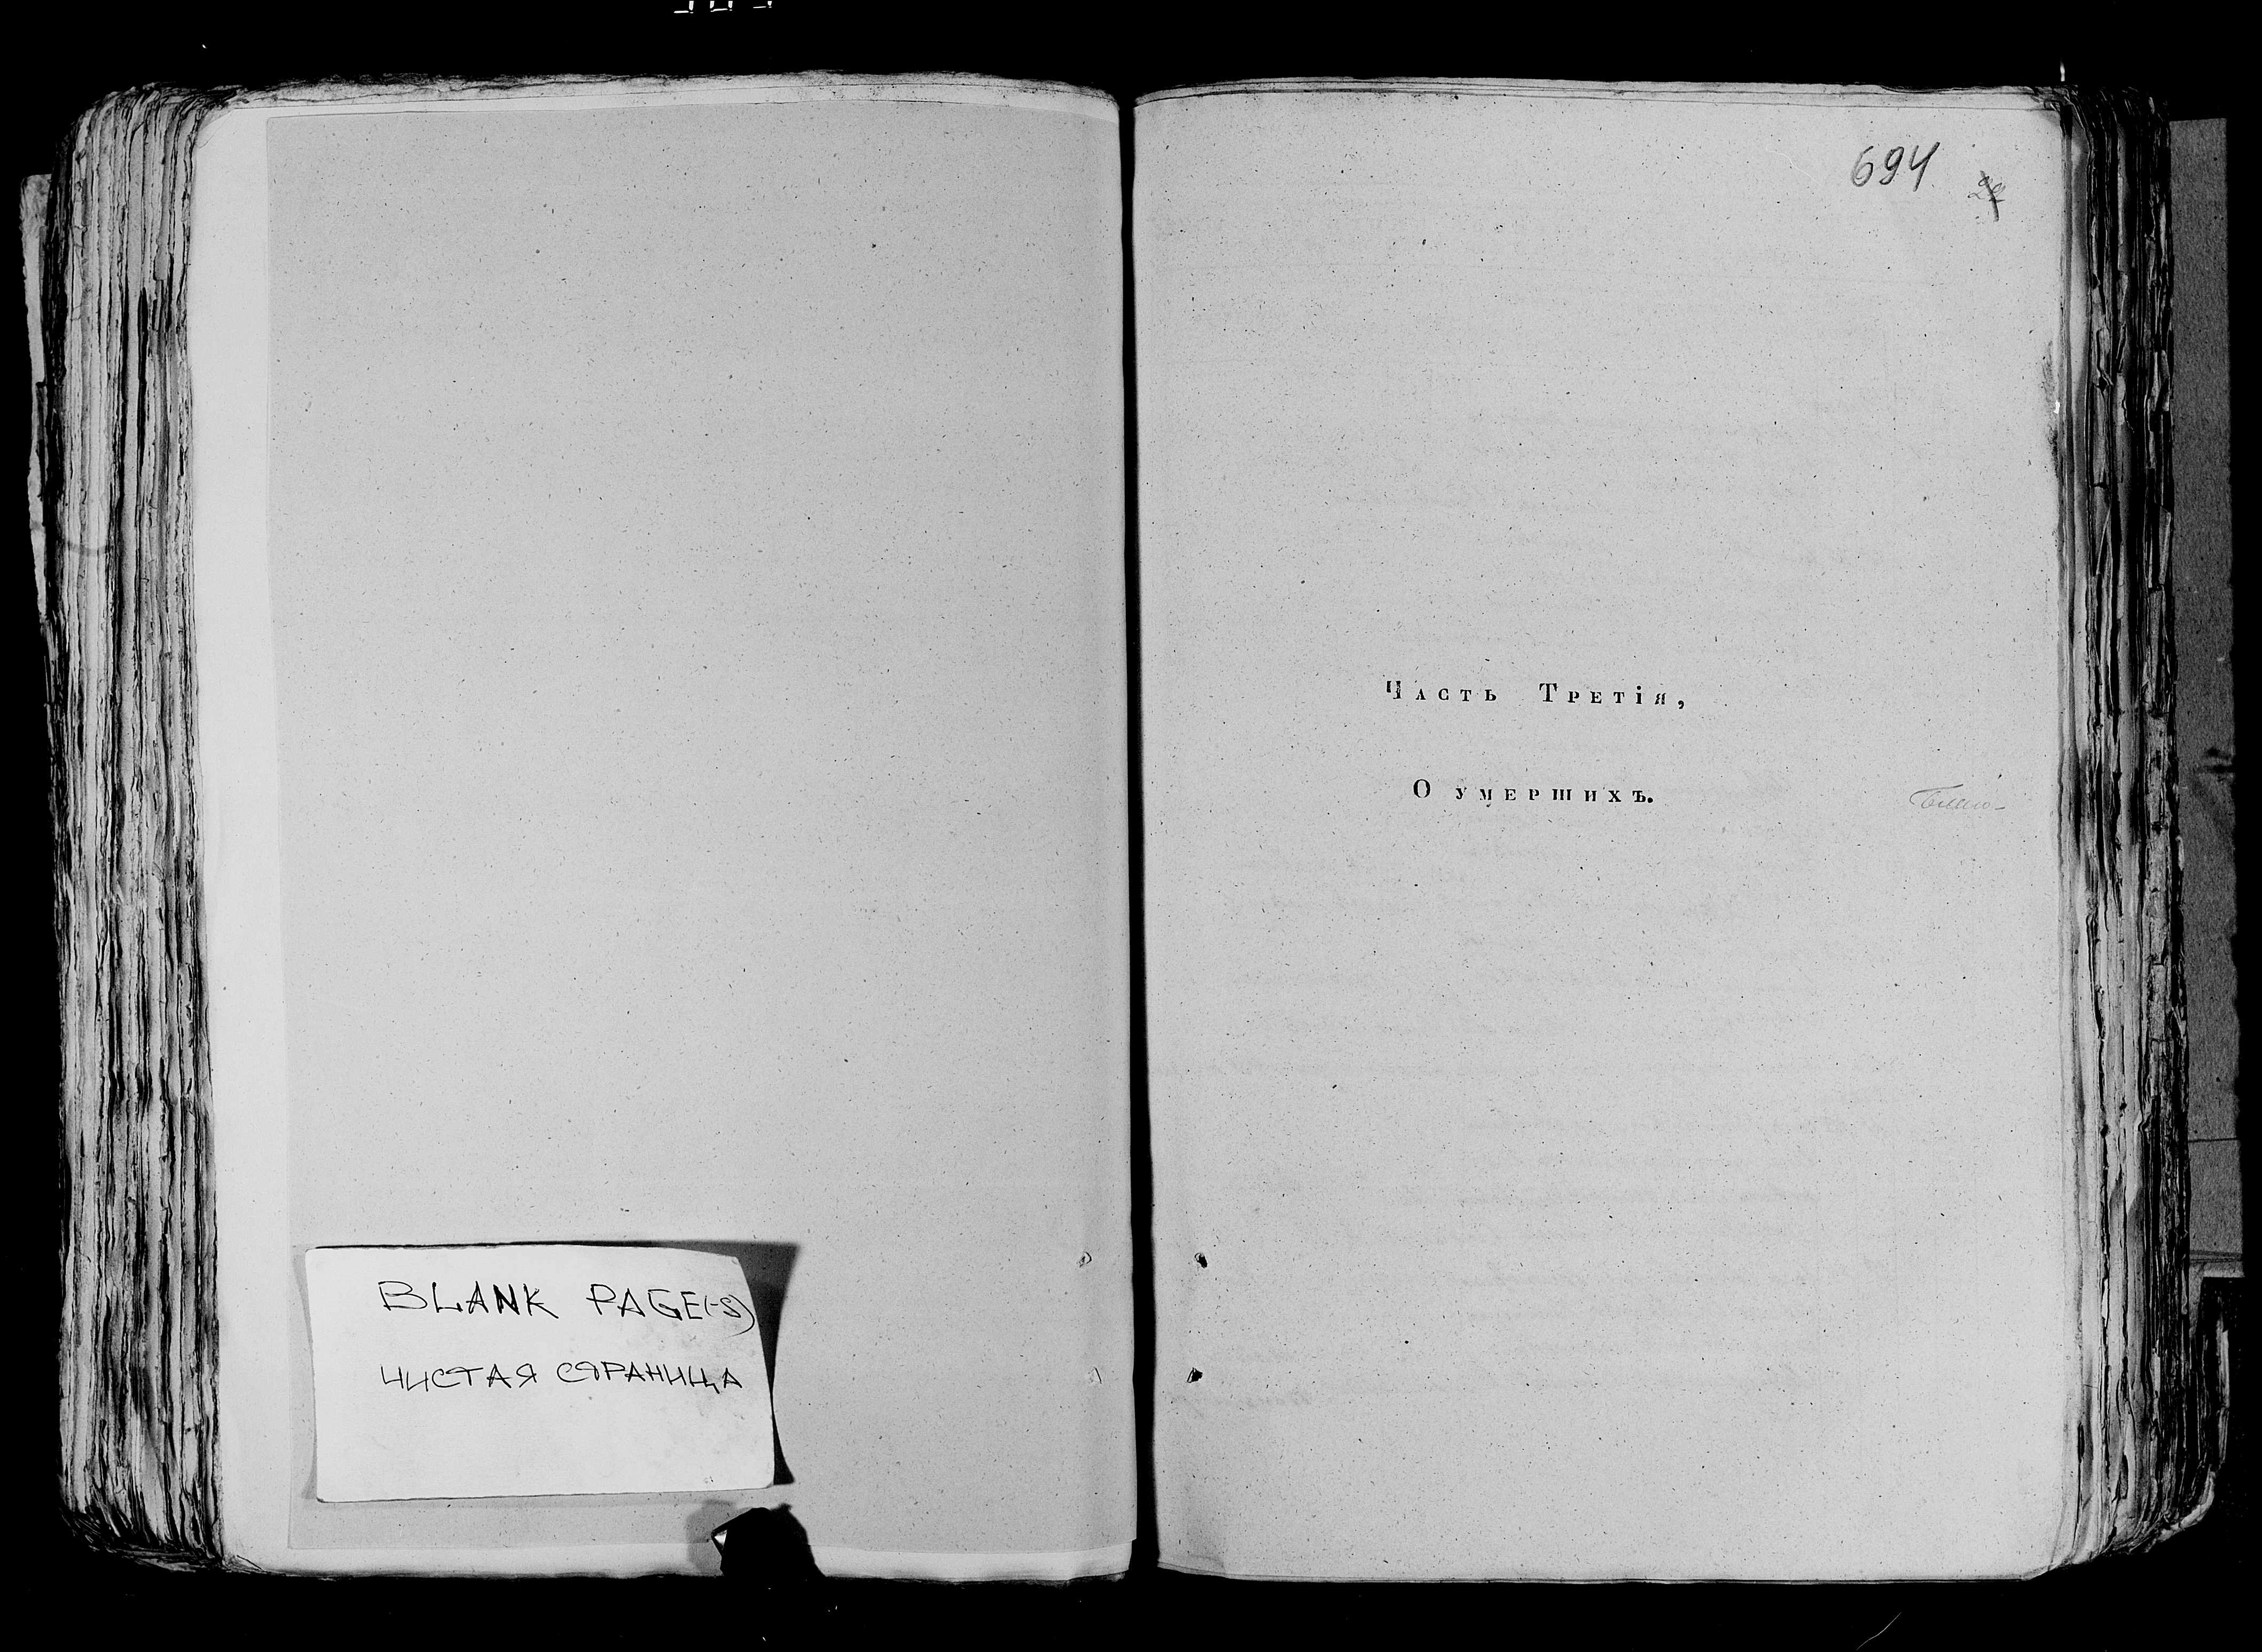 BLANK PAGE(-S)
ЧИСТАЯ СТРАНИЦА
694
Часть Третія,
О умершихъ.